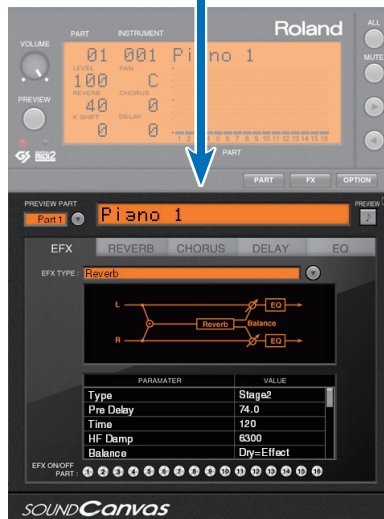 Roland
ALL
VOLUME
PART INSTRUMENT
01 001 Piano 1
MUTE
LEVEL PAN
100 C
REVERB CHORUS
40 0
PREVIEW
K SHIFT DELAY
0 0
1 2 3 4 5 6 7 8 9 10 11 12 13 14 15 16
PART
GS MIDI2
PART FX OPTION
PREVIEW PART
PREVIEW
Part 1 Piano 1
EFX REVERB CHORUS DELAY EQ
EFX TYPE : Reverb
L EQ
Reverb Balance
R EQ
PARAMATER VALUE
Type Stage2
Pre Delay 74.0
Time 120
HF Damp 6300
Balance Dry=Effect
EFX ON/OFF
PART : 1 2 3 4 5 6 7 8 9 10 11 12 13 14 15 16
SOUND Canvas